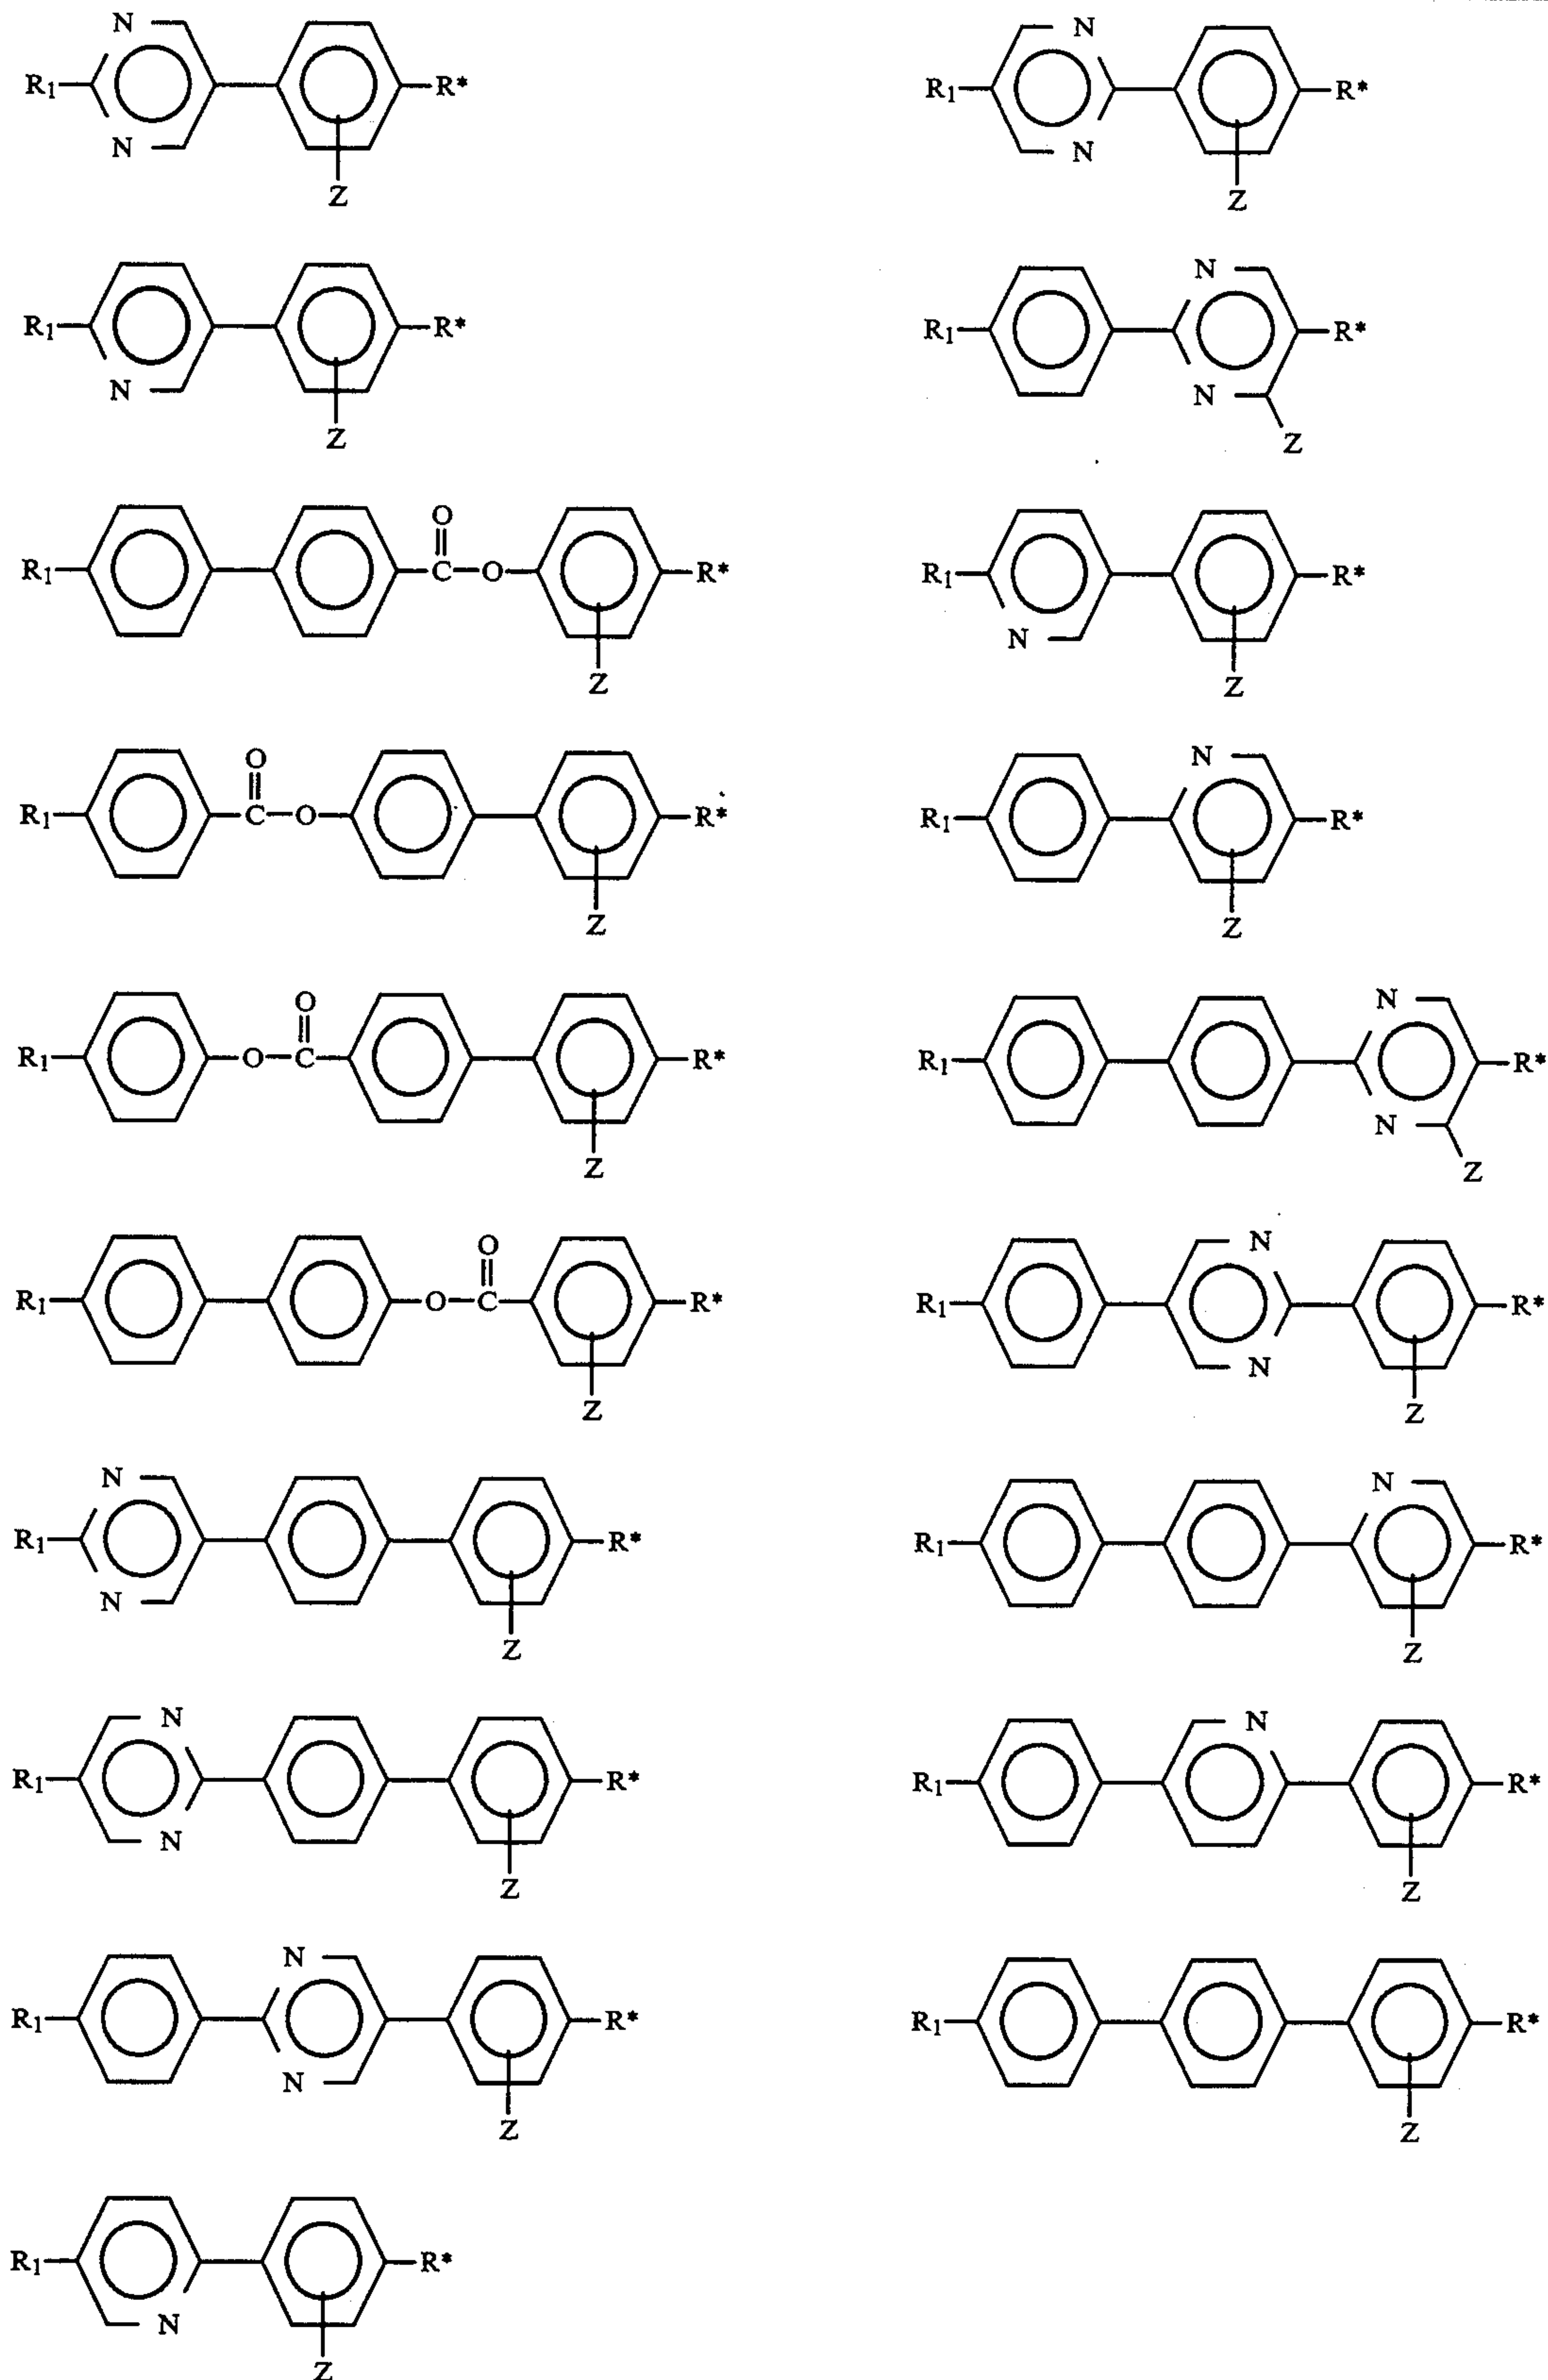 N N
R₁ R* R₁ R*
N N
Z Z
N
R₁ R* R₁ R*
N N
Z Z
O
R₁ C O R* R₁ R*
N
Z Z
O N
R₁ C O R* R₁ R*
Z Z
O N
R₁ O C R* R₁ R*
N
Z Z
O N
R₁ O C R* R₁ R*
N
Z Z
N N
R₁ R* R₁ R*
N
Z Z
N N
R₁ R* R₁ R*
N
Z Z
N
R₁ R* R₁ R*
N
Z Z
R₁ R*
N
Z